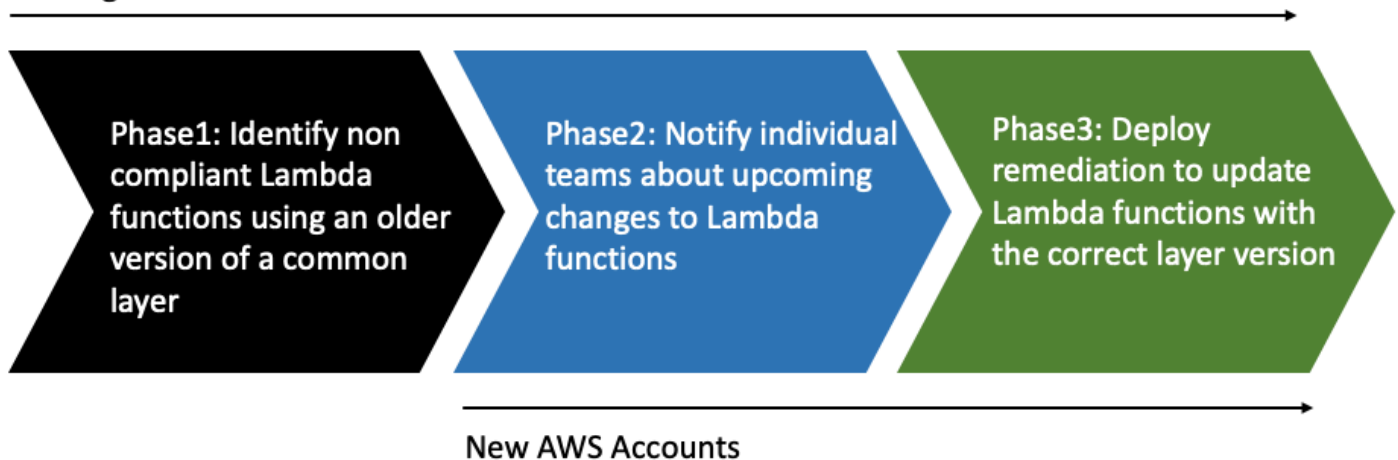 Phase1: Identify non
compliant Lambda
functions using an older
version of a common
layer
Phase2: Notify individual
teams about upcoming
changes to Lambda
functions
Phase3: Deploy
remediation to update
Lambda functions with
the correct layer version
New AWS Accounts